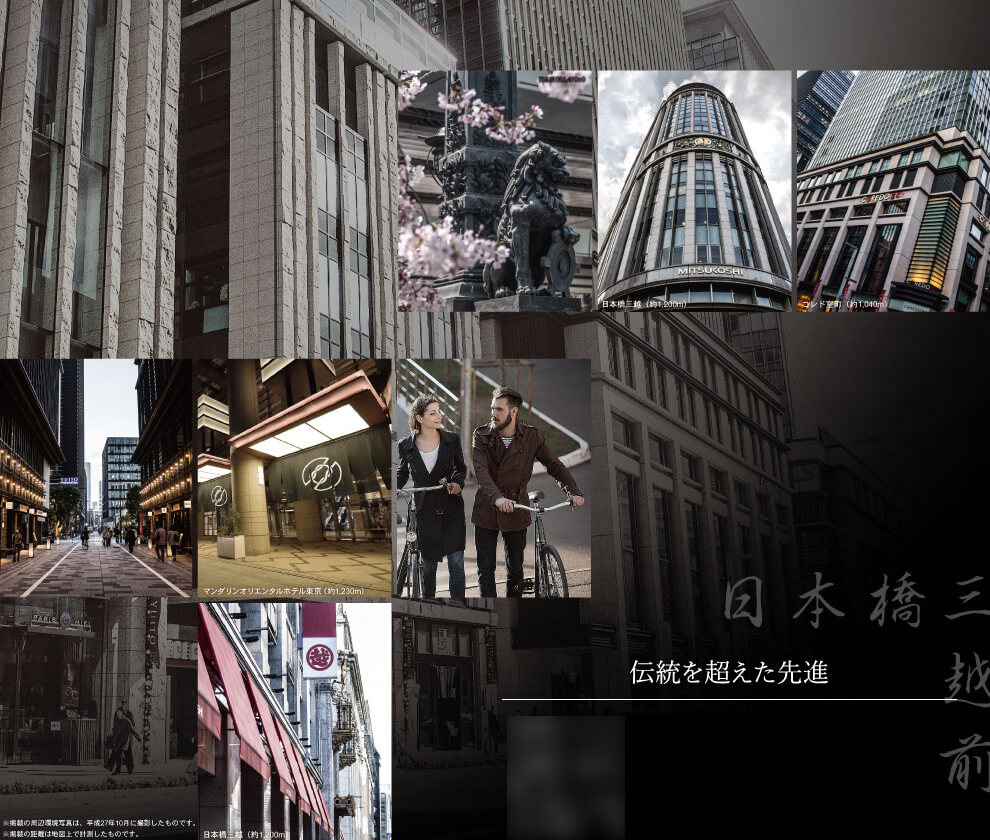 MITSUKOSHI
日本橋三越（約1,200m）
COREDO
コレド室町（約1,040m）
マンダリンオリエンタルホテル東京（約1,230m）
日本橋三
越
前
伝統を超えた先進
越
日本橋三越（約1,200m）
※掲載の周辺環境写真は、平成27年10月に撮影したものです。
※掲載の距離は地図上で計測したものです。